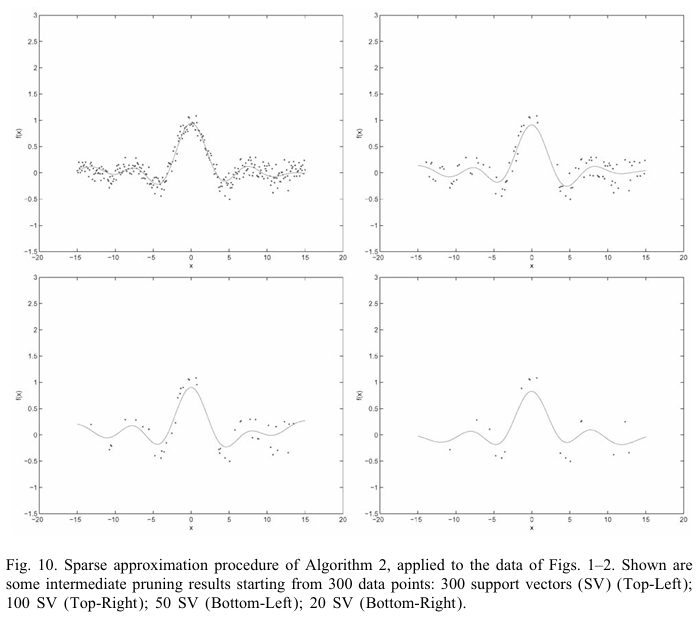 3
2.5
2
1.5
1
0.5
0
−0.5
−1
−1.5
f(x)
−20 −15 −10 −5 0 5 10 15 20
x
3
2.5
2
1.5
1
0.5
0
−0.5
−1
−1.5
f(x)
−20 −15 −10 −5 0 5 10 15 20
x
3
2.5
2
1.5
1
0.5
0
−0.5
−1
−1.5
f(x)
−20 −15 −10 −5 0 5 10 15 20
x
3
2.5
2
1.5
1
0.5
0
−0.5
−1
−1.5
f(x)
−20 −15 −10 −5 0 5 10 15 20
x
Fig. 10. Sparse approximation procedure of Algorithm 2, applied to the data of Figs. 1–2. Shown are
some intermediate pruning results starting from 300 data points: 300 support vectors (SV) (Top-Left);
100 SV (Top-Right); 50 SV (Bottom-Left); 20 SV (Bottom-Right).